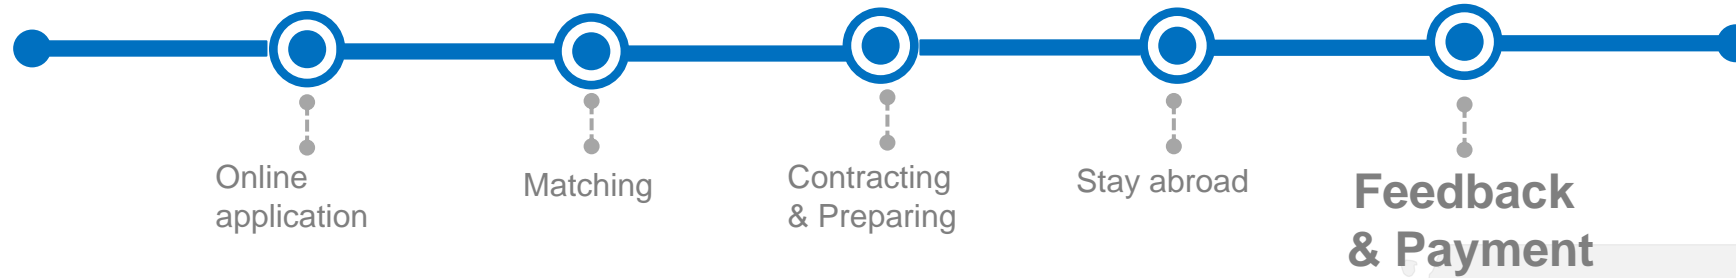 Online
application
Matching
Contracting
& Preparing
Stay abroad
Feedback
& Payment